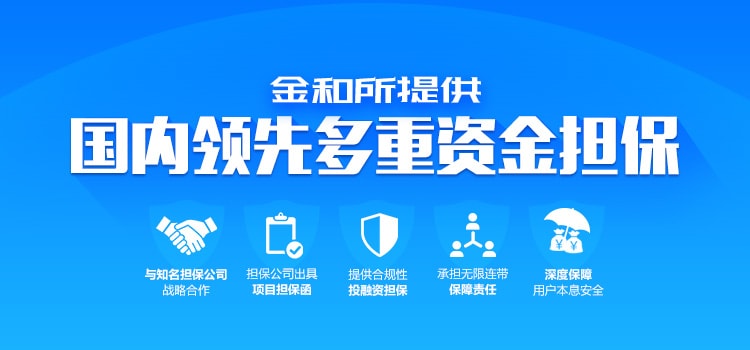 金和所提供
国内领先多重资金担保
与知名担保公司
战略合作
担保公司出具
项目担保函
提供合规性
投融资担保
承担无限连带
保障责任
深度保障
用户本息安全